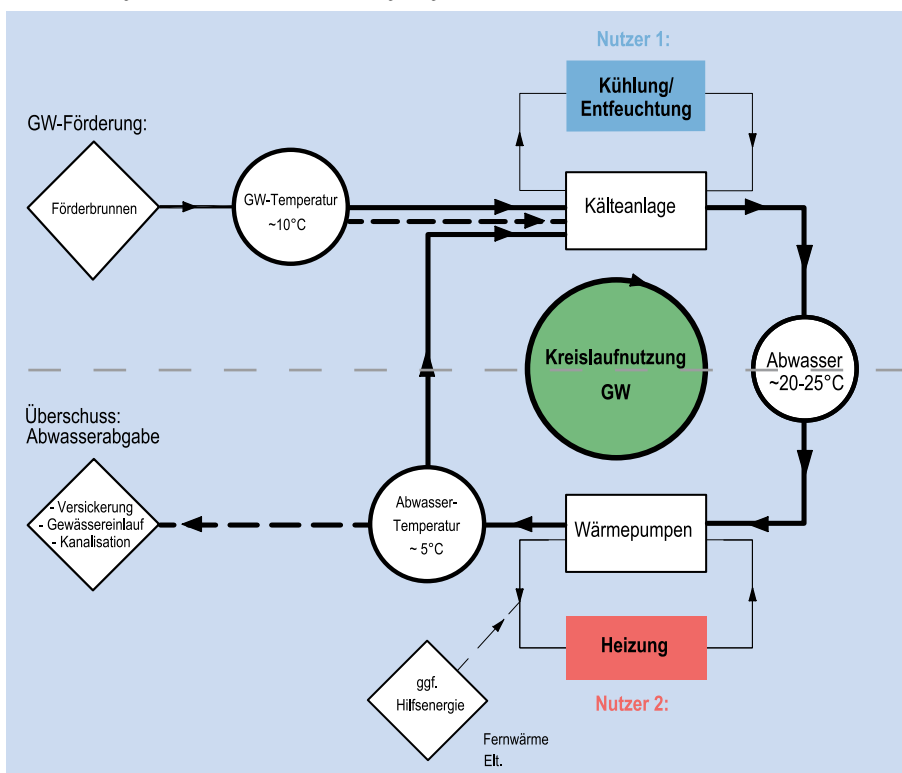 Nutzer 1:
Kühlung/
Entfeuchtung
GW-Förderung:
Förderbrunnen
GW-Temperatur
~10°C
Kälteanlage
Kreislaufnutzung
GW
Abwasser
~20-25°C
Überschuss:
Abwasserabgabe
- Versickerung
- Gewässereinlauf
- Kanalisation
Abwasser-
Temperatur
~ 5°C
Wärmepumpen
Heizung
Nutzer 2:
ggf.
Hilfsenergie
Fernwärme
Elt.